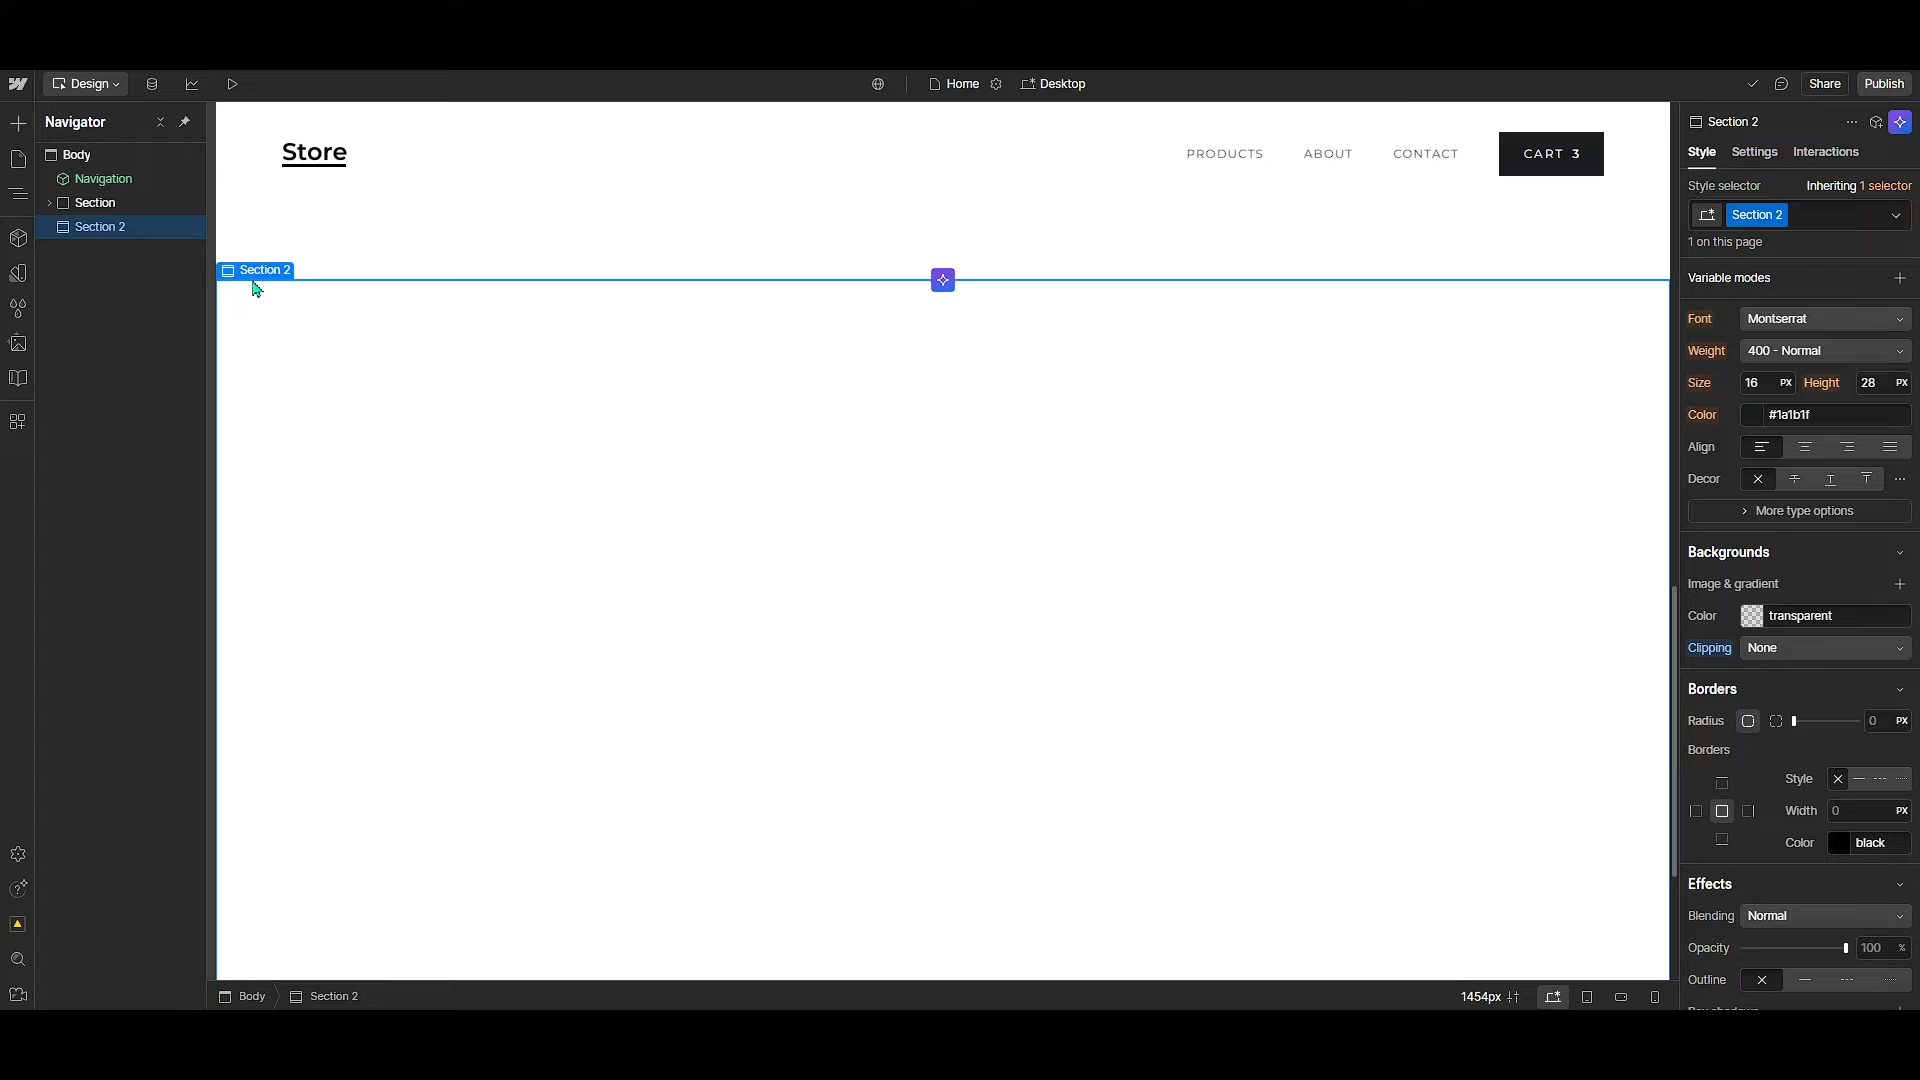 Design
Home
Desktop
Share
Publish
Navigator
Body
Navigation
Section
Section 2
Store
PRODUCTS
ABOUT
CONTACT
CART 3
Section 2
Body
Section 2
1454px
Section 2
Style
Settings
Interactions
Style selector
Inheriting 1 selector
Section 2
1 on this page
Variable modes
Font
Montserrat
Weight
400 - Normal
Size
16 PX
Height
28 PX
Color
#1a1b1f
Align
Decor
More type options
Backgrounds
Image & gradient
Color
transparent
Clipping
None
Borders
Radius
0 PX
Borders
Style
Width
0 PX
Color
black
Effects
Blending
Normal
Opacity
100 %
Outline